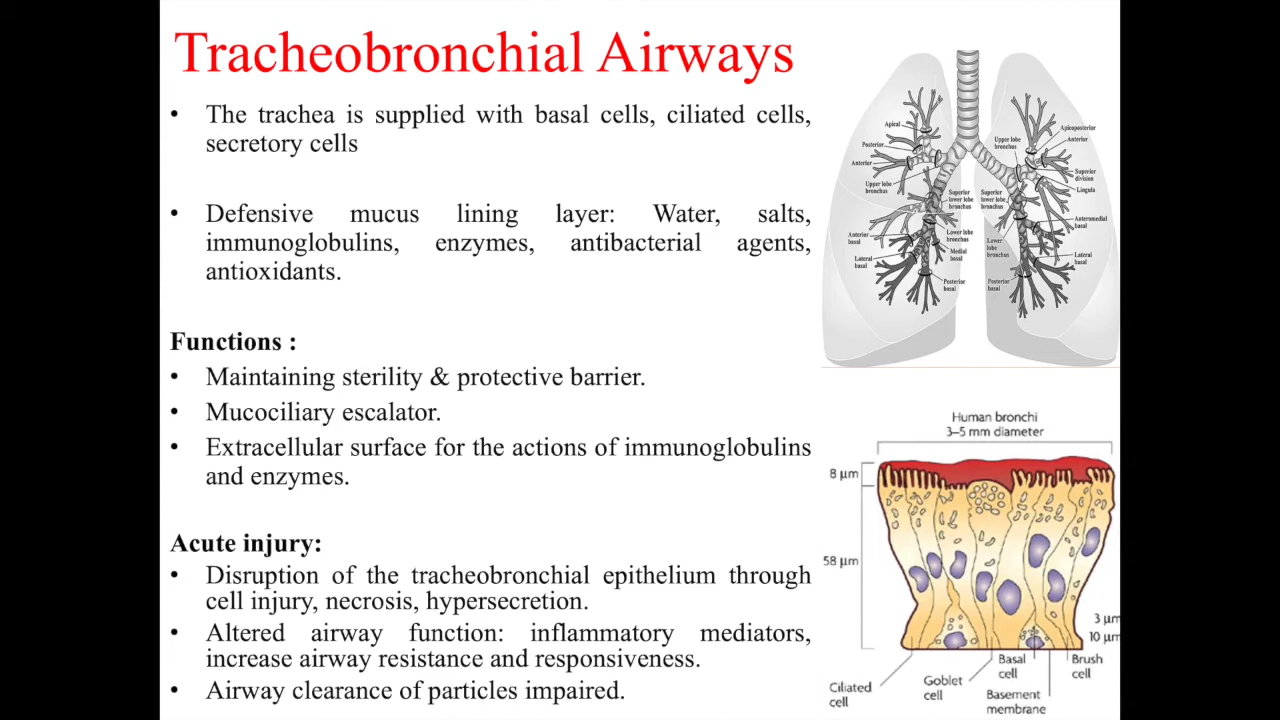 Tracheobronchial Airways
• The trachea is supplied with basal cells, ciliated cells,
secretory cells
• Defensive mucus lining layer: Water, salts,
immunoglobulins, enzymes, antibacterial agents,
antioxidants.
Functions :
• Maintaining sterility & protective barrier.
• Mucociliary escalator.
• Extracellular surface for the actions of immunoglobulins
and enzymes.
Acute injury:
• Disruption of the tracheobronchial epithelium through
cell injury, necrosis, hypersecretion.
• Altered airway function: inflammatory mediators,
increase airway resistance and responsiveness.
• Airway clearance of particles impaired.
Apical
Posterior
Anterior
Upper lobe
bronchus
Anterior
basal
Lateral
basal
Superior
lower lobe
bronchus
Lower lobe
bronchus
Medial
basal
Posterior
basal
Upper lobe
bronchus
Superior
lower lobe
bronchus
Lower
lobe
bronchus
Posterior
basal
Apicoposterior
Anterior
Superior
division
Lingula
Anteromedial
basal
Lateral
basal
Human bronchi
3–5 mm diameter
8 μm
58 μm
3 μm
10 μm
Ciliated
cell
Goblet
cell
Basal
cell
Basement
membrane
Brush
cell